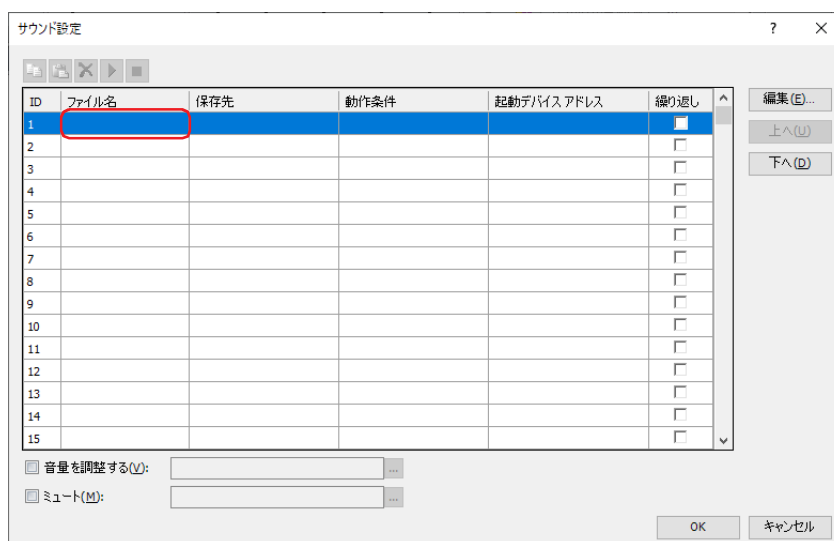 サウンド設定
? ×
ID ファイル名 保存先 動作条件 起動デバイス アドレス 繰り返し
編集(E)...
1
上へ(U)
2
下へ(D)
3
4
5
6
7
8
9
10
11
12
13
14
15
音量を調整する(V): ...
ミュート(M): ...
OK キャンセル